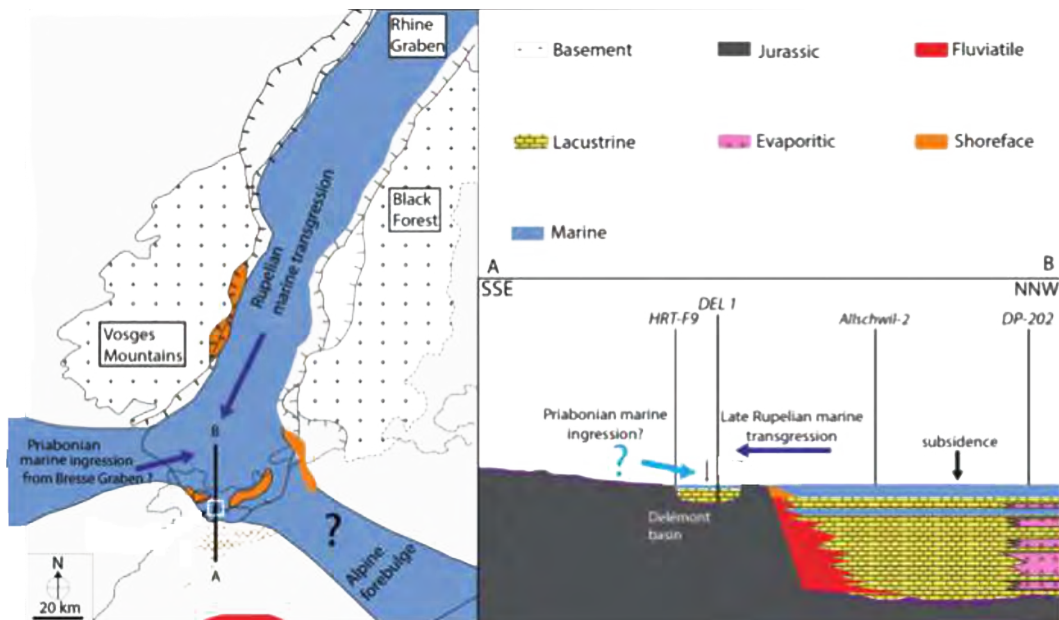 Rhine
Graben
Black
Forest
Rupelian
marine transgression
Vosges
Mountains
Priabonian
marine ingression
from Bresse Graben ?
B
?
Alpine
forebulge
A
N
20 km
Basement
Jurassic
Fluviatile
Lacustrine
Evaporitic
Shoreface
Marine
A
B
SSE
NNW
HRT-F9
DEL 1
Allschwil-2
DP-202
Priabonian marine
ingression?
?
Late Rupelian marine
transgression
subsidence
Delémont
basin